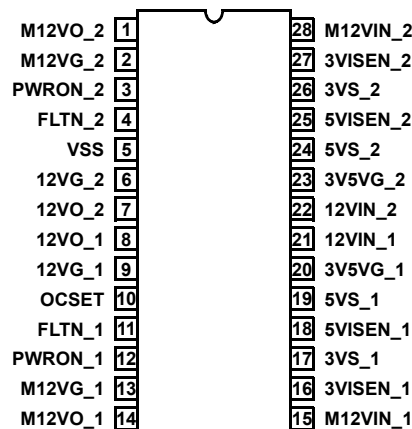 M12VO_2 1 28 M12VIN_2
M12VG_2 2 27 3VISEN_2
PWRON_2 3 26 3VS_2
FLTN_2 4 25 5VISEN_2
VSS 5 24 5VS_2
12VG_2 6 23 3V5VG_2
12VO_2 7 22 12VIN_2
12VO_1 8 21 12VIN_1
12VG_1 9 20 3V5VG_1
OCSET 10 19 5VS_1
FLTN_1 11 18 5VISEN_1
PWRON_1 12 17 3VS_1
M12VG_1 13 16 3VISEN_1
M12VO_1 14 15 M12VIN_1